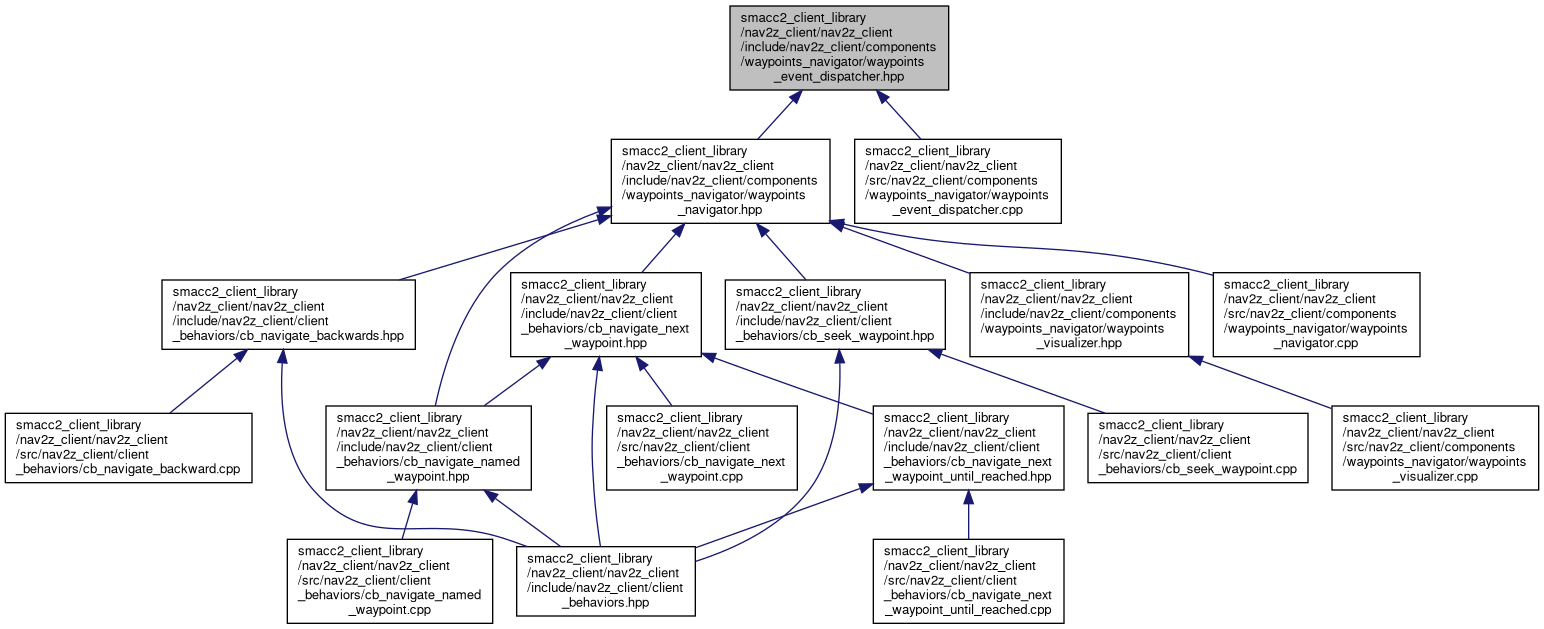 smacc2_client_library
/nav2z_client/nav2z_client
/include/nav2z_client/components
/waypoints_navigator/waypoints
_event_dispatcher.hpp
smacc2_client_library
/nav2z_client/nav2z_client
/include/nav2z_client/components
/waypoints_navigator/waypoints
_navigator.hpp
smacc2_client_library
/nav2z_client/nav2z_client
/src/nav2z_client/components
/waypoints_navigator/waypoints
_event_dispatcher.cpp
smacc2_client_library
/nav2z_client/nav2z_client
/include/nav2z_client/client
_behaviors/cb_navigate_backwards.hpp
smacc2_client_library
/nav2z_client/nav2z_client
/include/nav2z_client/client
_behaviors/cb_navigate_next
_waypoint.hpp
smacc2_client_library
/nav2z_client/nav2z_client
/include/nav2z_client/client
_behaviors/cb_seek_waypoint.hpp
smacc2_client_library
/nav2z_client/nav2z_client
/include/nav2z_client/components
/waypoints_navigator/waypoints
_visualizer.hpp
smacc2_client_library
/nav2z_client/nav2z_client
/src/nav2z_client/components
/waypoints_navigator/waypoints
_navigator.cpp
smacc2_client_library
/nav2z_client/nav2z_client
/src/nav2z_client/client
_behaviors/cb_navigate_backward.cpp
smacc2_client_library
/nav2z_client/nav2z_client
/include/nav2z_client/client
_behaviors/cb_navigate_named
_waypoint.hpp
smacc2_client_library
/nav2z_client/nav2z_client
/src/nav2z_client/client
_behaviors/cb_navigate_next
_waypoint.cpp
smacc2_client_library
/nav2z_client/nav2z_client
/include/nav2z_client/client
_behaviors/cb_navigate_next
_waypoint_until_reached.hpp
smacc2_client_library
/nav2z_client/nav2z_client
/src/nav2z_client/client
_behaviors/cb_seek_waypoint.cpp
smacc2_client_library
/nav2z_client/nav2z_client
/src/nav2z_client/components
/waypoints_navigator/waypoints
_visualizer.cpp
smacc2_client_library
/nav2z_client/nav2z_client
/src/nav2z_client/client
_behaviors/cb_navigate_named
_waypoint.cpp
smacc2_client_library
/nav2z_client/nav2z_client
/include/nav2z_client/client
_behaviors.hpp
smacc2_client_library
/nav2z_client/nav2z_client
/src/nav2z_client/client
_behaviors/cb_navigate_next
_waypoint_until_reached.cpp